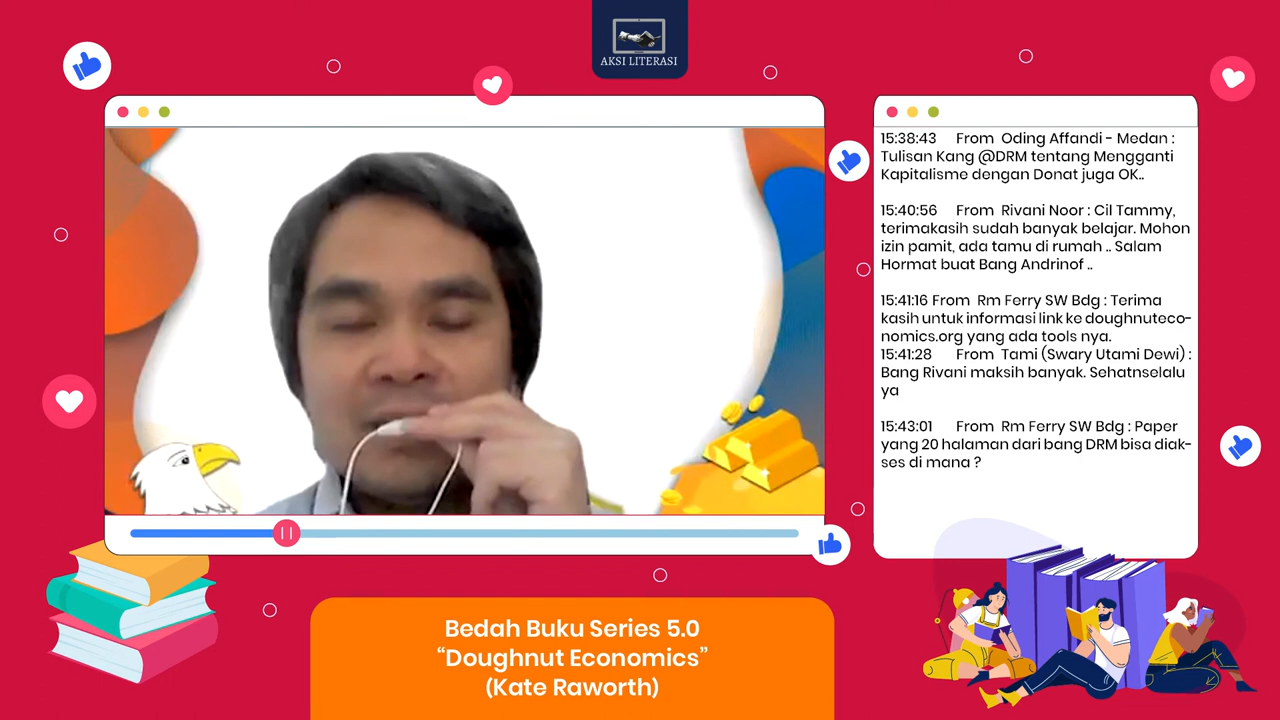 AKSI LITERASI
15:38:43 From Oding Affandi - Medan :
Tulisan Kang @DRM tentang Mengganti
Kapitalisme dengan Donat juga OK..
15:40:56 From Rivani Noor : Cil Tammy,
terimakasih sudah banyak belajar. Mohon
izin pamit, ada tamu di rumah .. Salam
Hormat buat Bang Andrinof ..
15:41:16 From Rm Ferry SW Bdg : Terima
kasih untuk informasi link ke doughnuteco-
nomics.org yang ada tools nya.
15:41:28 From Tami (Swary Utami Dewi) :
Bang Rivani maksih banyak. Sehatnselalu
ya
15:43:01 From Rm Ferry SW Bdg : Paper
yang 20 halaman dari bang DRM bisa diak-
ses di mana ?
Bedah Buku Series 5.0
“Doughnut Economics”
(Kate Raworth)